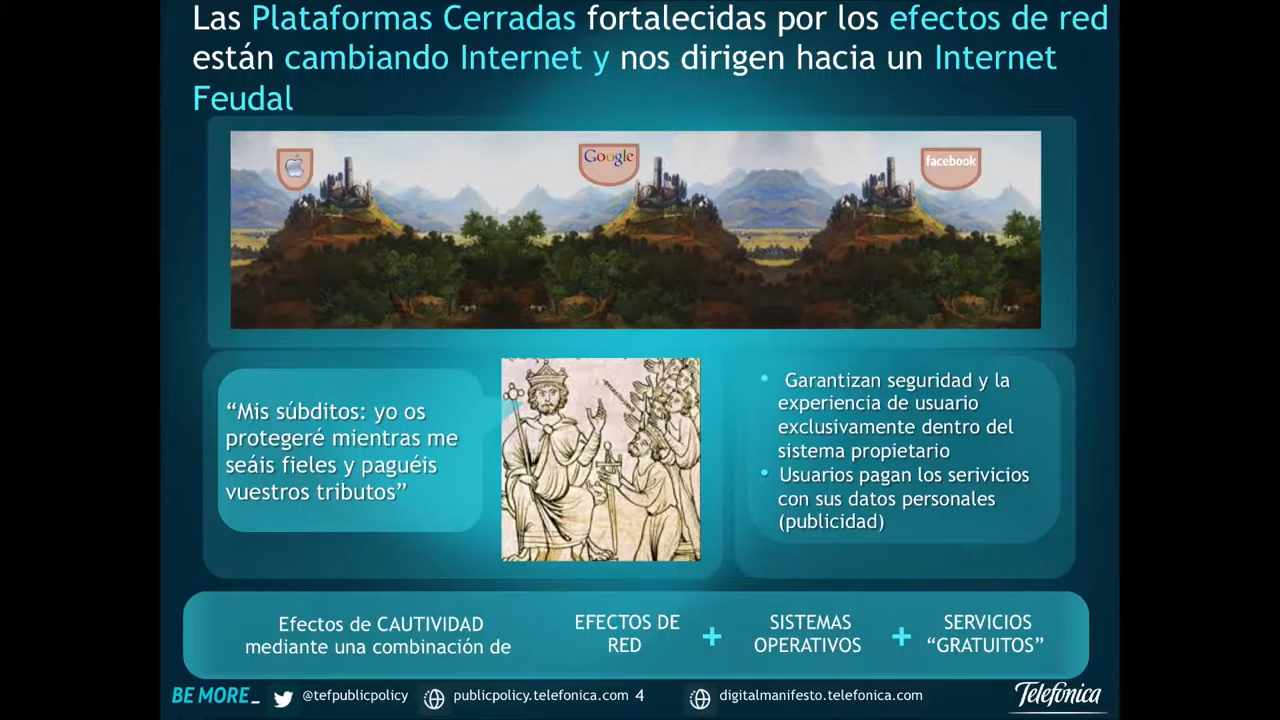 Las Plataformas Cerradas fortalecidas por los efectos de red
están cambiando Internet y nos dirigen hacia un Internet
Feudal
Google
facebook
“Mis súbditos: yo os
protegeré mientras me
seáis fieles y paguéis
vuestros tributos”
• Garantizan seguridad y la
experiencia de usuario
exclusivamente dentro del
sistema propietario
• Usuarios pagan los serivicios
con sus datos personales
(publicidad)
Efectos de CAUTIVIDAD
mediante una combinación de
EFECTOS DE
RED
+
SISTEMAS
OPERATIVOS
+
SERVICIOS
“GRATUITOS”
BE MORE_ @tefpublicpolicy publicpolicy.telefonica.com 4 digitalmanifesto.telefonica.com Telefónica